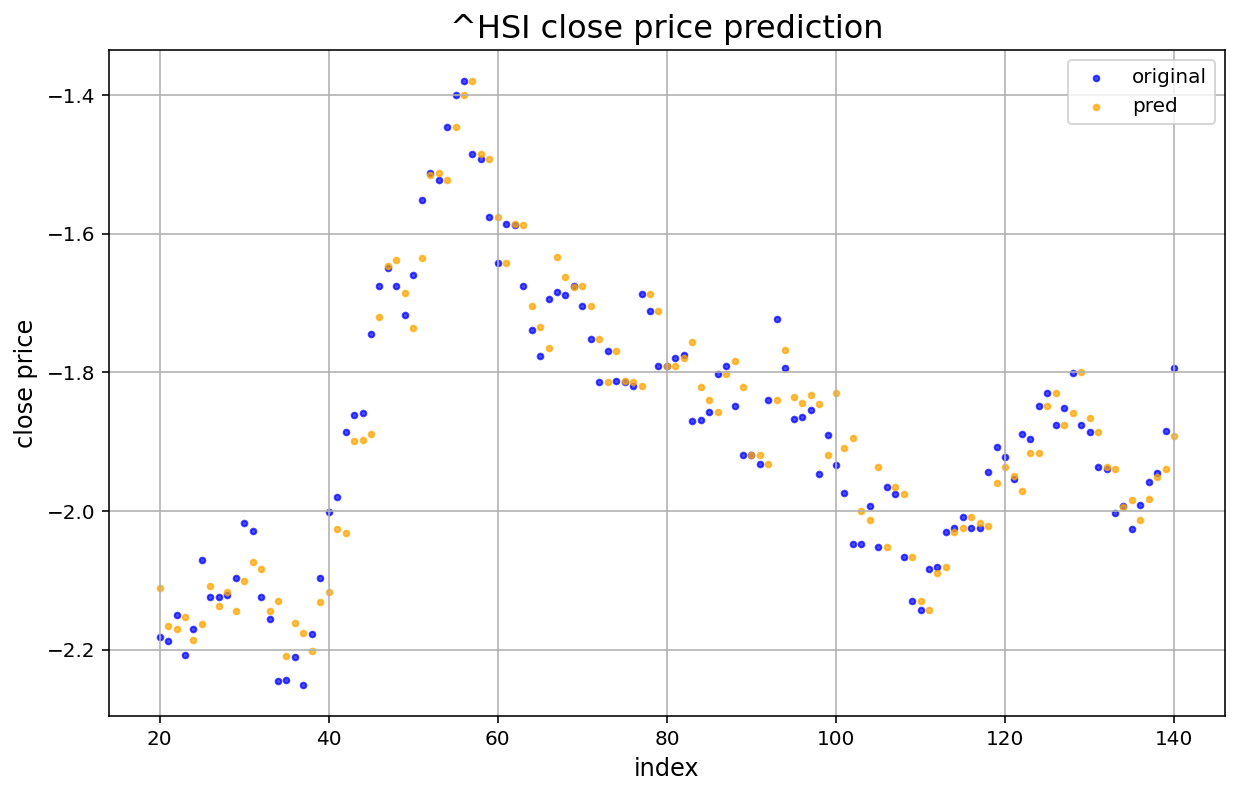 ^HSI close price prediction
original
pred
close price
−1.4
−1.6
−1.8
−2.0
−2.2
20 40 60 80 100 120 140
index